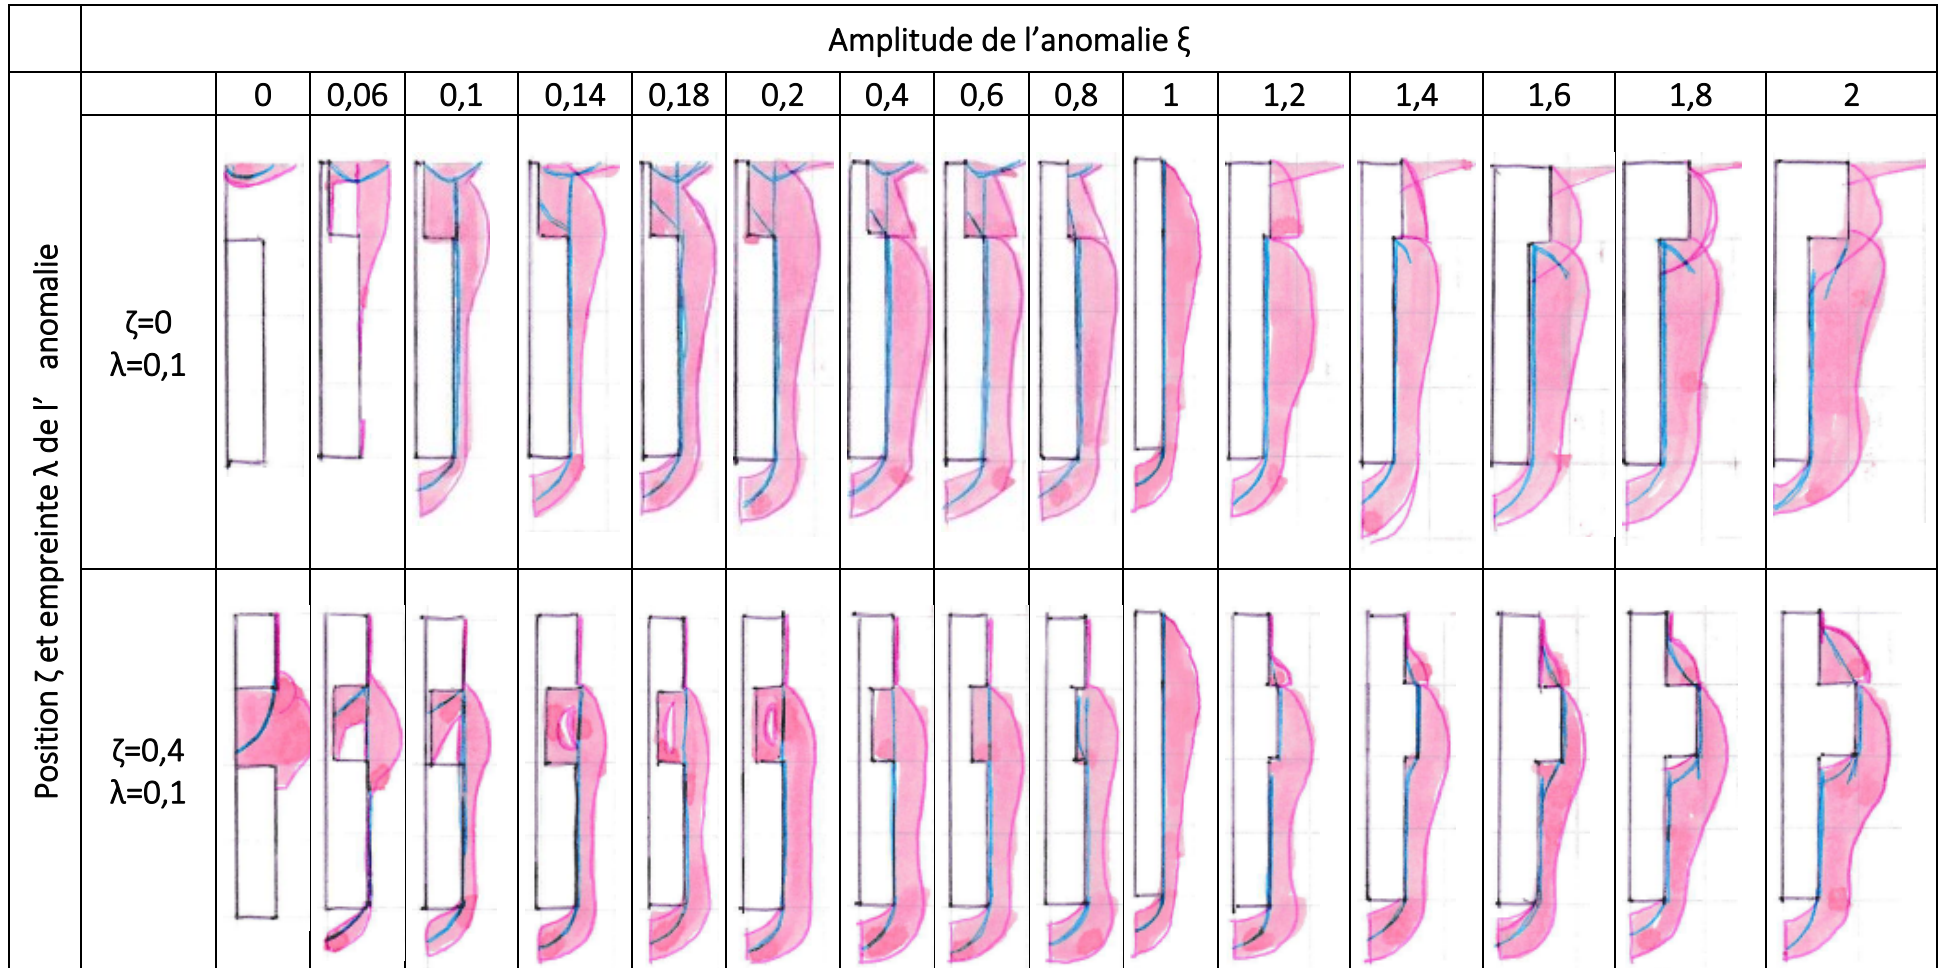 Amplitude de l'anomalie ξ
0 0,06 0,1 0,14 0,18 0,2 0,4 0,6 0,8 1 1,2 1,4 1,6 1,8 2
Position ζ et empreinte λ de l' anomalie
ζ=0
λ=0,1
ζ=0,4
λ=0,1